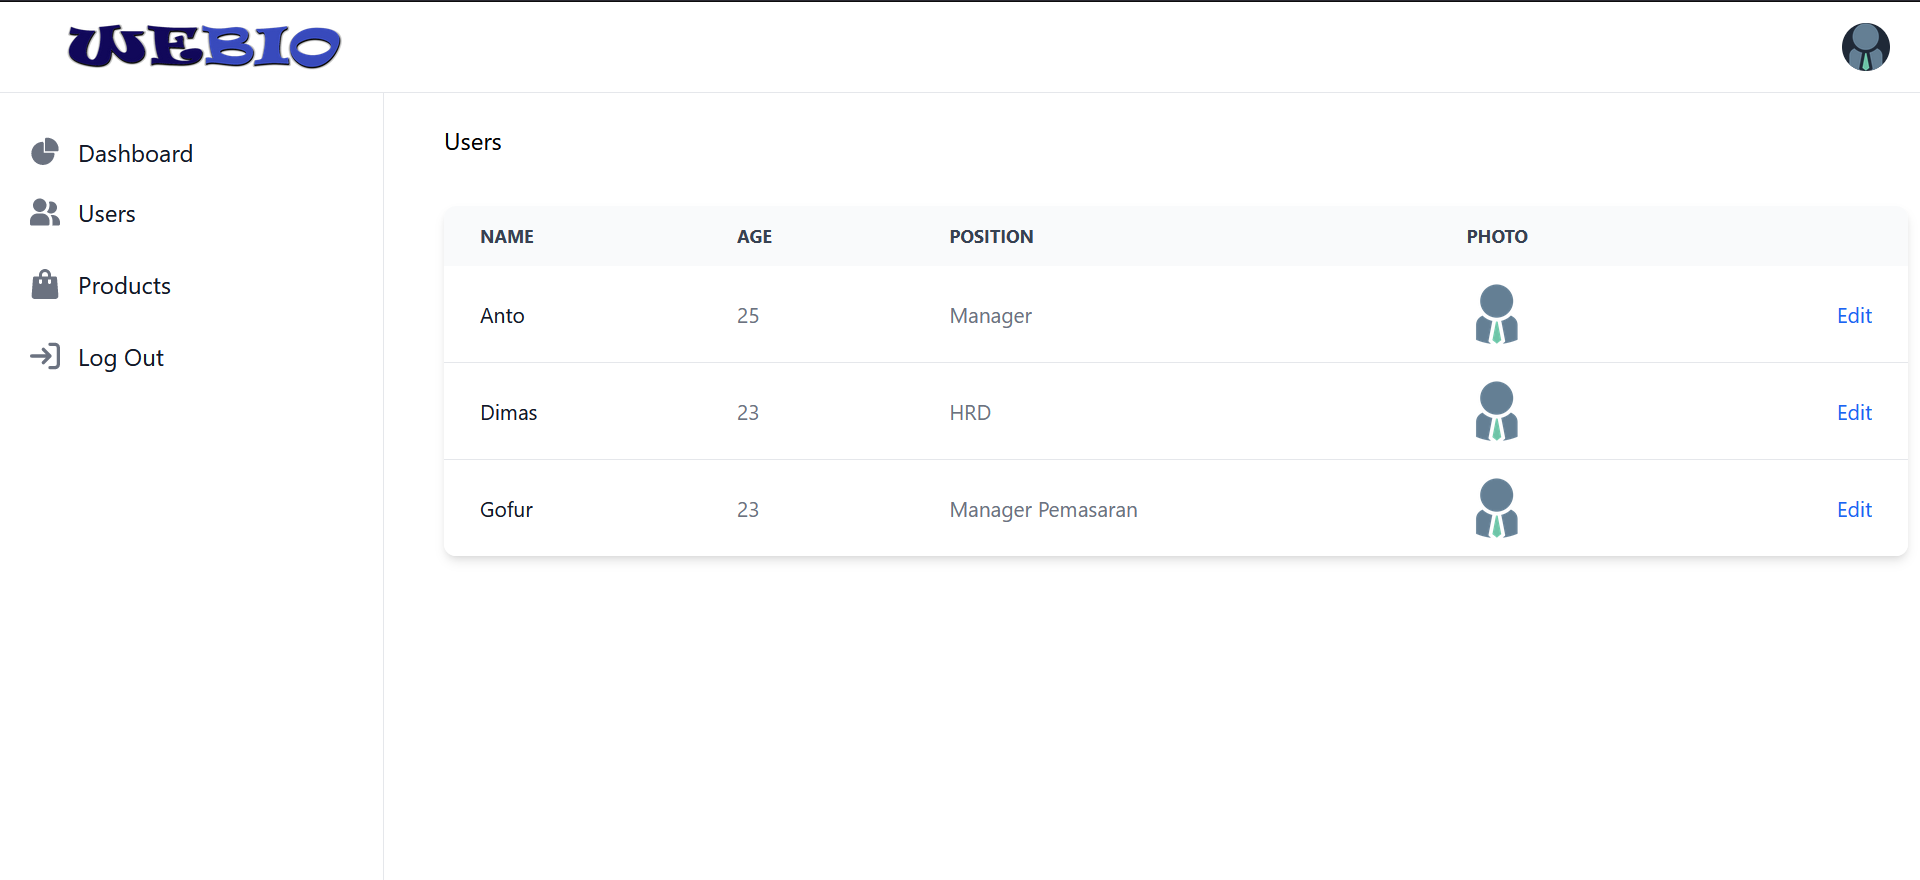 WEBIO
Dashboard
Users
Products
Log Out
Users
NAME AGE POSITION PHOTO
Anto 25 Manager Edit
Dimas 23 HRD Edit
Gofur 23 Manager Pemasaran Edit